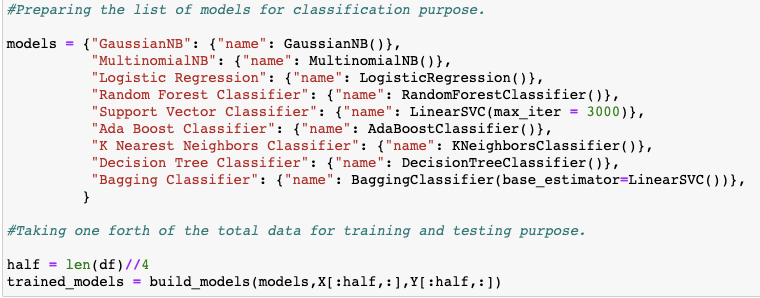 #Preparing the list of models for classification purpose.
models = {"GaussianNB": {"name": GaussianNB()},
"MultinomialNB": {"name": MultinomialNB()},
"Logistic Regression": {"name": LogisticRegression()},
"Random Forest Classifier": {"name": RandomForestClassifier()},
"Support Vector Classifier": {"name": LinearSVC(max_iter = 3000)},
"Ada Boost Classifier": {"name": AdaBoostClassifier()},
"K Nearest Neighbors Classifier": {"name": KNeighborsClassifier()},
"Decision Tree Classifier": {"name": DecisionTreeClassifier()},
"Bagging Classifier": {"name": BaggingClassifier(base_estimator=LinearSVC())},
}
#Taking one forth of the total data for training and testing purpose.
half = len(df)//4
trained_models = build_models(models,X[:half,:],Y[:half,:])